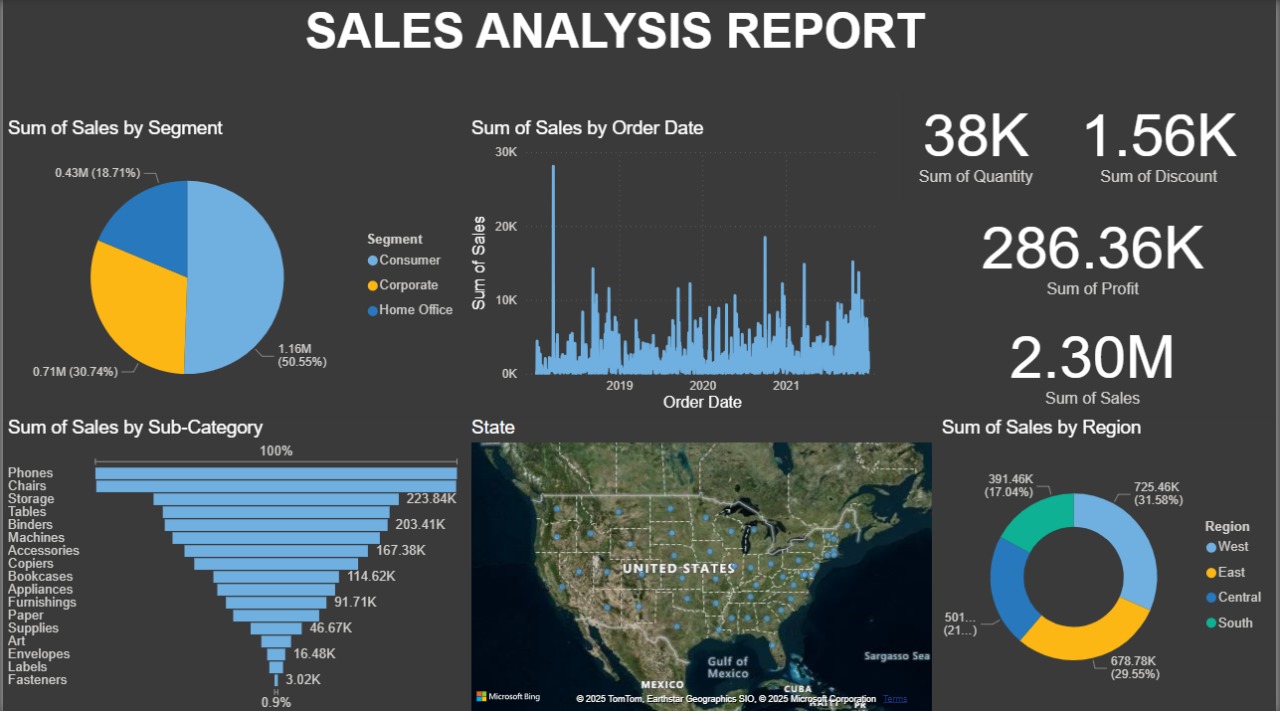 SALES ANALYSIS REPORT
Sum of Sales by Segment
0.43M (18.71%)
0.71M (30.74%)
1.16M
(50.55%)
Segment
Consumer
Corporate
Home Office
Sum of Sales by Order Date
Sum of Sales
30K
20K
10K
0K
2019
2020
2021
Order Date
38K
Sum of Quantity
1.56K
Sum of Discount
286.36K
Sum of Profit
2.30M
Sum of Sales
Sum of Sales by Sub-Category
100%
Phones
Chairs
Storage
223.84K
Tables
Binders
203.41K
Machines
Accessories
167.38K
Copiers
Bookcases
114.62K
Appliances
Furnishings
91.71K
Paper
Supplies
46.67K
Art
Envelopes
16.48K
Labels
Fasteners
3.02K
0.9%
State
UNITED STATES
MEXICO
Gulf of
Mexico
CUBA
HAITI
PR
Sargasso Sea
Microsoft Bing
© 2025 TomTom, Earthstar Geographics SIO, © 2025 Microsoft Corporation
Terms
Sum of Sales by Region
391.46K
(17.04%)
725.46K
(31.58%)
501...
(21...)
678.78K
(29.55%)
Region
West
East
Central
South